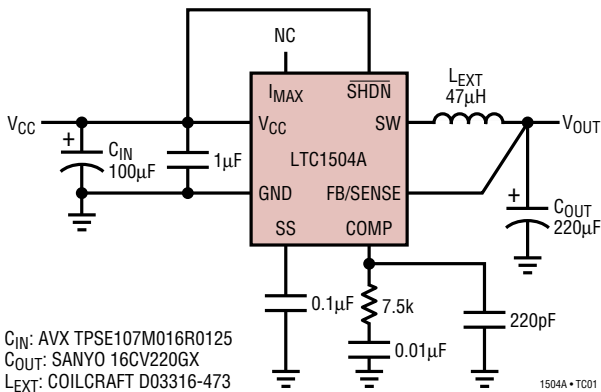 NC
I_MAX
SHDN
V_CC
V_CC
SW
L_EXT
47µH
V_OUT
+
C_IN
100µF
1µF
LTC1504A
GND
FB/SENSE
+
C_OUT
220µF
SS
COMP
0.1µF
7.5k
220pF
0.01µF
C_IN: AVX TPSE107M016R0125
C_OUT: SANYO 16CV220GX
L_EXT: COILCRAFT D03316-473
1504A • TC01